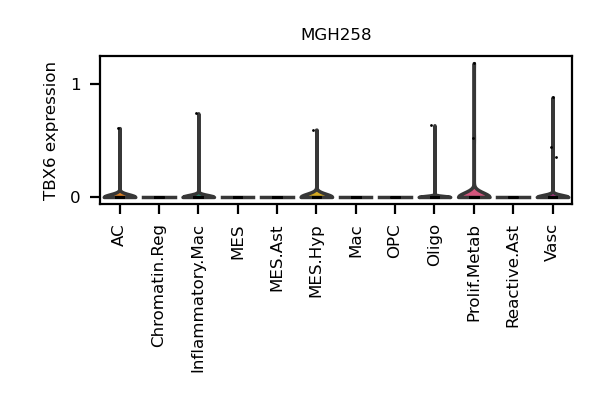 MGH258
TBX6 expression
1
0
AC
Chromatin.Reg
Inflammatory.Mac
MES
MES.Ast
MES.Hyp
Mac
OPC
Oligo
Prolif.Metab
Reactive.Ast
Vasc